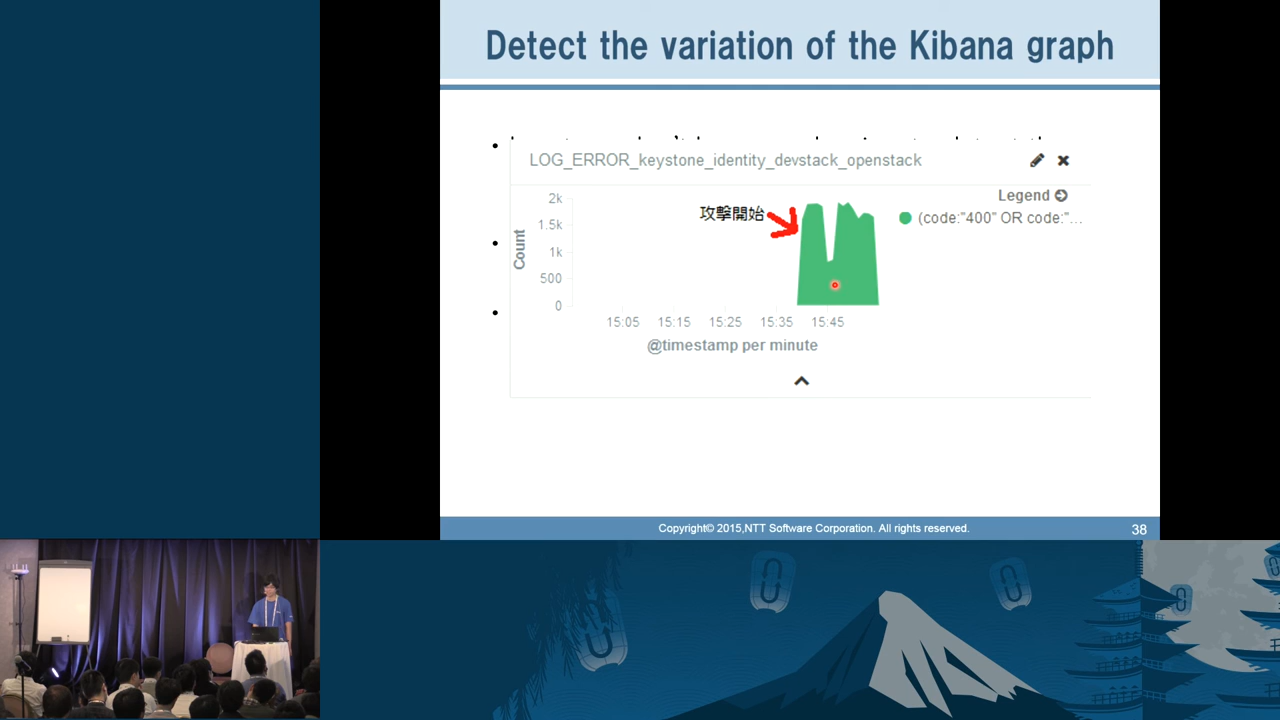 Detect the variation of the Kibana graph
LOG_ERROR_keystone_identity_devstack_openstack
Legend
(code:"400" OR code:"...
攻撃開始
Count
2k
1.5k
1k
500
0
15:05 15:15 15:25 15:35 15:45
@timestamp per minute
Copyright© 2015,NTT Software Corporation. All rights reserved.
38